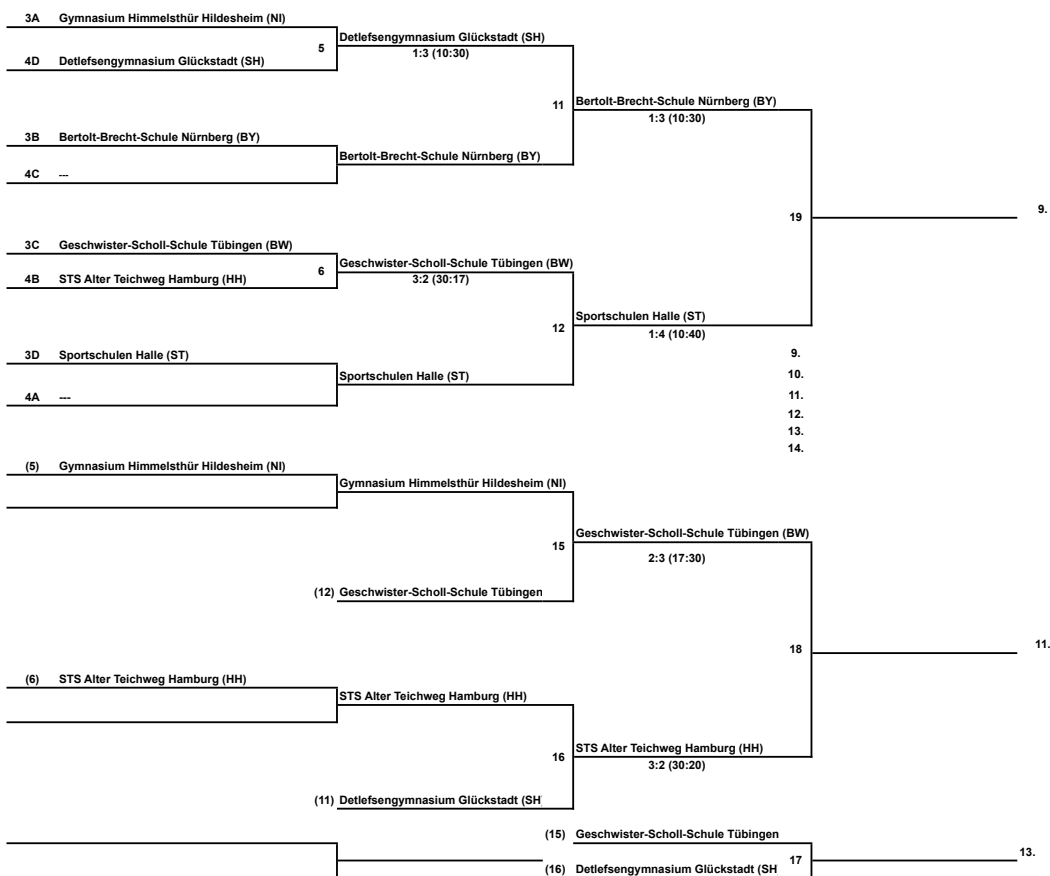 3A Gymnasium Himmelsthür Hildesheim (NI)
Detlefsengymnasium Glückstadt (SH)
5
1:3 (10:30)
4D Detlefsengymnasium Glückstadt (SH)
11 Bertolt-Brecht-Schule Nürnberg (BY)
1:3 (10:30)
3B Bertolt-Brecht-Schule Nürnberg (BY)
Bertolt-Brecht-Schule Nürnberg (BY)
4C ---
19
9.
3C Geschwister-Scholl-Schule Tübingen (BW)
Geschwister-Scholl-Schule Tübingen (BW)
6
4B STS Alter Teichweg Hamburg (HH)
3:2 (30:17)
Sportschulen Halle (ST)
12
1:4 (10:40)
3D Sportschulen Halle (ST)
9.
Sportschulen Halle (ST)
10.
4A ---
11.
12.
13.
14.
(5) Gymnasium Himmelsthür Hildesheim (NI)
Gymnasium Himmelsthür Hildesheim (NI)
Geschwister-Scholl-Schule Tübingen (BW)
15
2:3 (17:30)
(12) Geschwister-Scholl-Schule Tübingen
18
11.
(6) STS Alter Teichweg Hamburg (HH)
STS Alter Teichweg Hamburg (HH)
STS Alter Teichweg Hamburg (HH)
16
3:2 (30:20)
(11) Detlefsengymnasium Glückstadt (SH
(15) Geschwister-Scholl-Schule Tübingen
17
13.
(16) Detlefsengymnasium Glückstadt (SH